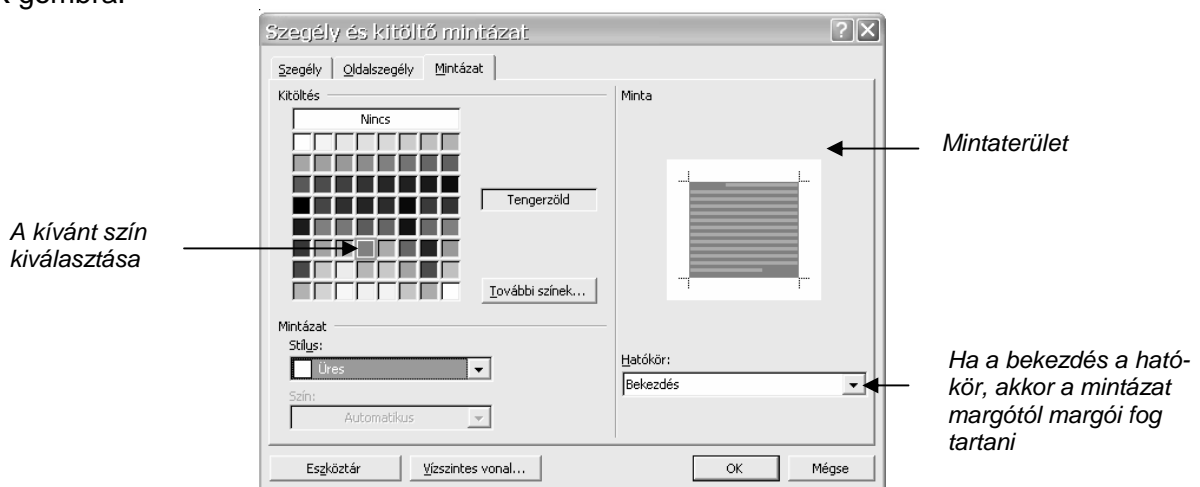 gombra.
Szegély és kitöltő mintázat
Szegély Oldalszegély Mintázat
Kitöltés
Nincs
Tengerzöld
További színek...
Mintázat
Stílus:
Üres
Szín:
Automatikus
Minta
Hatókör:
Bekezdés
Eszköztár Vízszintes vonal... OK Mégse
A kívánt szín
kiválasztása
Mintaterület
Ha a bekezdés a ható-
kör, akkor a mintázat
margótól margói fog
tartani